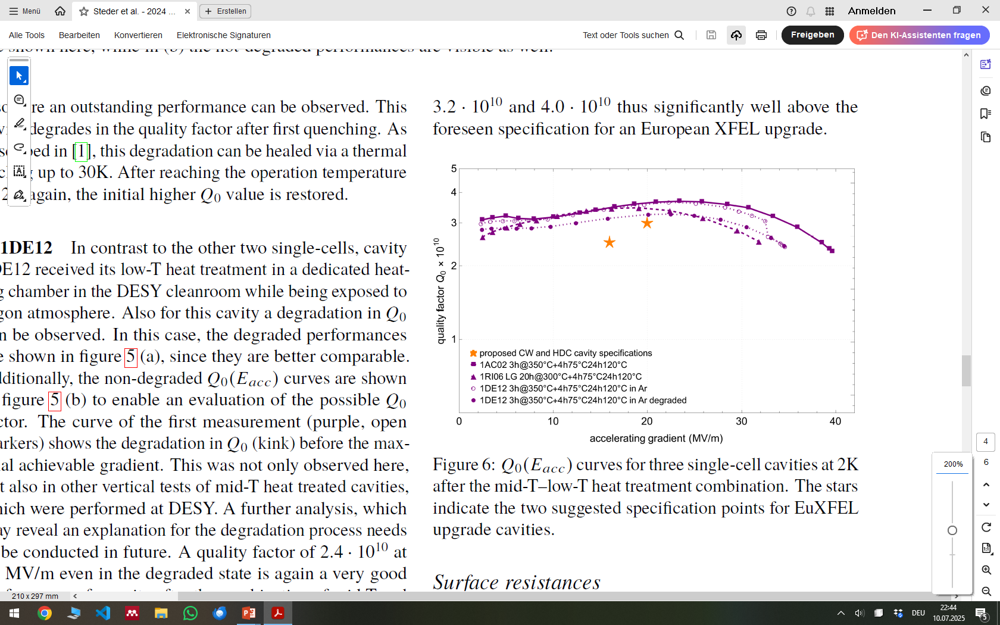 Menü
Steder et al. - 2024 ...
Erstellen
Anmelden
Alle Tools
Bearbeiten
Konvertieren
Elektronische Signaturen
Text oder Tools suchen
Freigeben
Den KI-Assistenten fragen
re an outstanding performance can be observed. This
degrades in the quality factor after first quenching. As
ed in [1], this degradation can be healed via a thermal
up to 30K. After reaching the operation temperature
again, the initial higher Q0 value is restored.
1DE12 In contrast to the other two single-cells, cavity
E12 received its low-T heat treatment in a dedicated heat-
g chamber in the DESY cleanroom while being exposed to
gon atmosphere. Also for this cavity a degradation in Q0
n be observed. In this case, the degraded performances
e shown in figure 5 (a), since they are better comparable.
dditionally, the non-degraded Q0(Eacc) curves are shown
figure 5 (b) to enable an evaluation of the possible Q0
ctor. The curve of the first measurement (purple, open
arkers) shows the degradation in Q0 (kink) before the max-
al achievable gradient. This was not only observed here,
t also in other vertical tests of mid-T heat treated cavities,
hich were performed at DESY. A further analysis, which
ay reveal an explanation for the degradation process needs
be conducted in future. A quality factor of 2.4 · 10^10 at
MV/m even in the degraded state is again a very good
3.2 · 10^10 and 4.0 · 10^10 thus significantly well above the
foreseen specification for an European XFEL upgrade.
5
4
3
2
1
quality factor Q0 × 10^10
proposed CW and HDC cavity specifications
1AC02 3h@350°C+4h75°C24h120°C
1RI06 LG 20h@300°C+4h75°C24h120°C
1DE12 3h@350°C+4h75°C24h120°C in Ar
1DE12 3h@350°C+4h75°C24h120°C in Ar degraded
0 10 20 30 40
accelerating gradient (MV/m)
Figure 6: Q0(Eacc) curves for three single-cell cavities at 2K
after the mid-T–low-T heat treatment combination. The stars
indicate the two suggested specification points for EuXFEL
upgrade cavities.
Surface resistances
4
6
200%
210 x 297 mm
DEU
22:44
10.07.2025
5